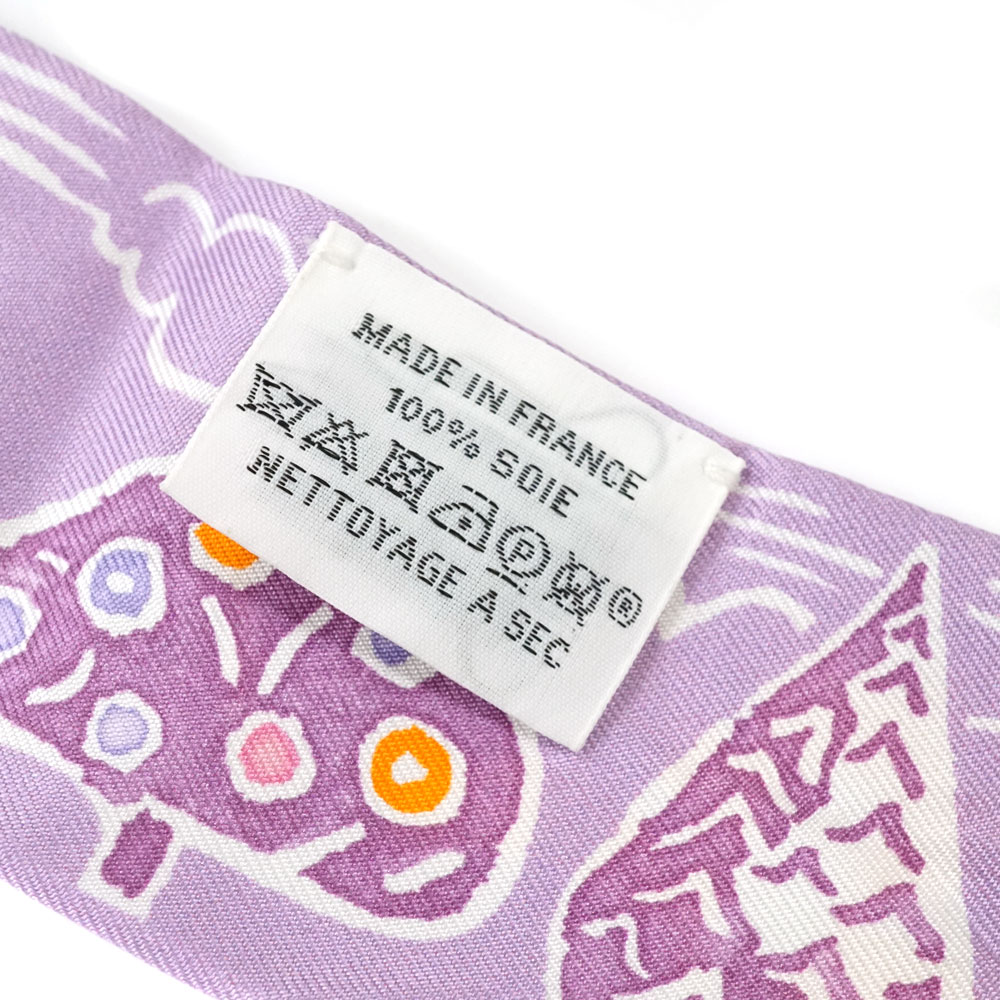 MADE IN FRANCE
100% SOIE
P ®
NETTOYAGE A SEC